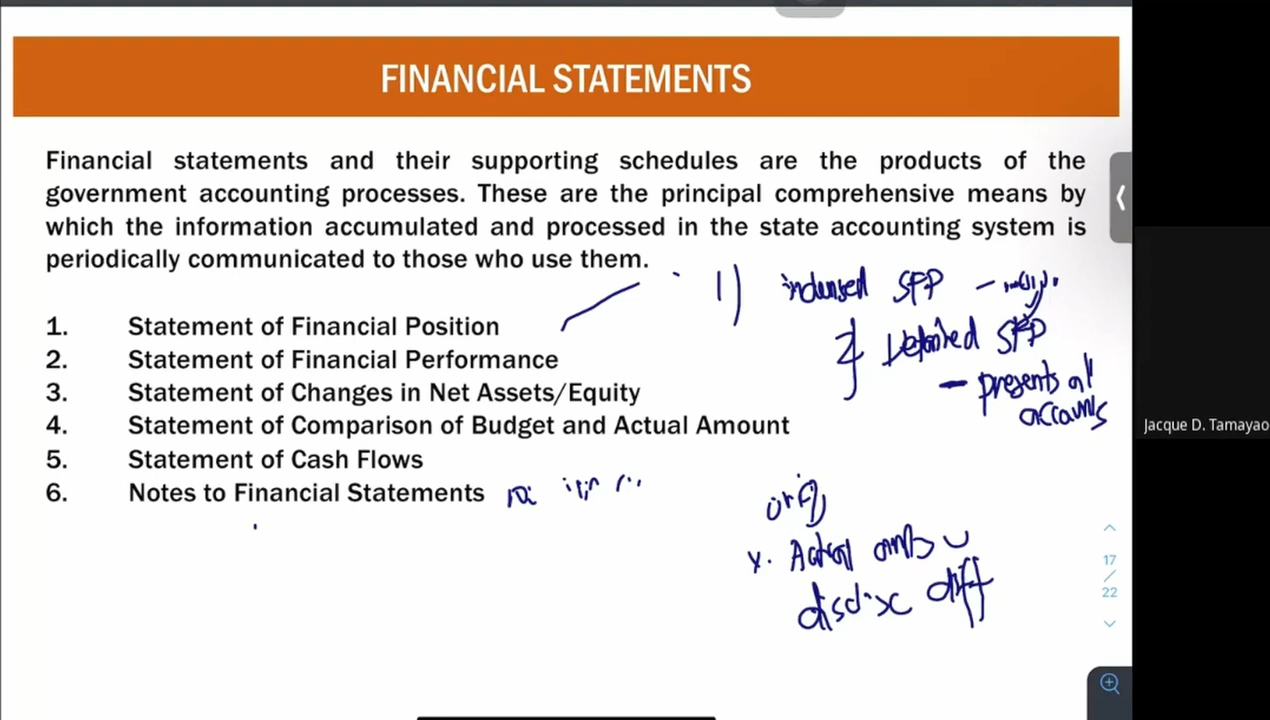 FINANCIAL STATEMENTS
Financial statements and their supporting schedules are the products of the
government accounting processes. These are the principal comprehensive means by
which the information accumulated and processed in the state accounting system is
periodically communicated to those who use them.
1. Statement of Financial Position
2. Statement of Financial Performance
3. Statement of Changes in Net Assets/Equity
4. Statement of Comparison of Budget and Actual Amount
5. Statement of Cash Flows
6. Notes to Financial Statements
1) SFP -
SFP
- presents all
accounts
orig
Actual
diff
Jacque D. Tamayao
17
/
22